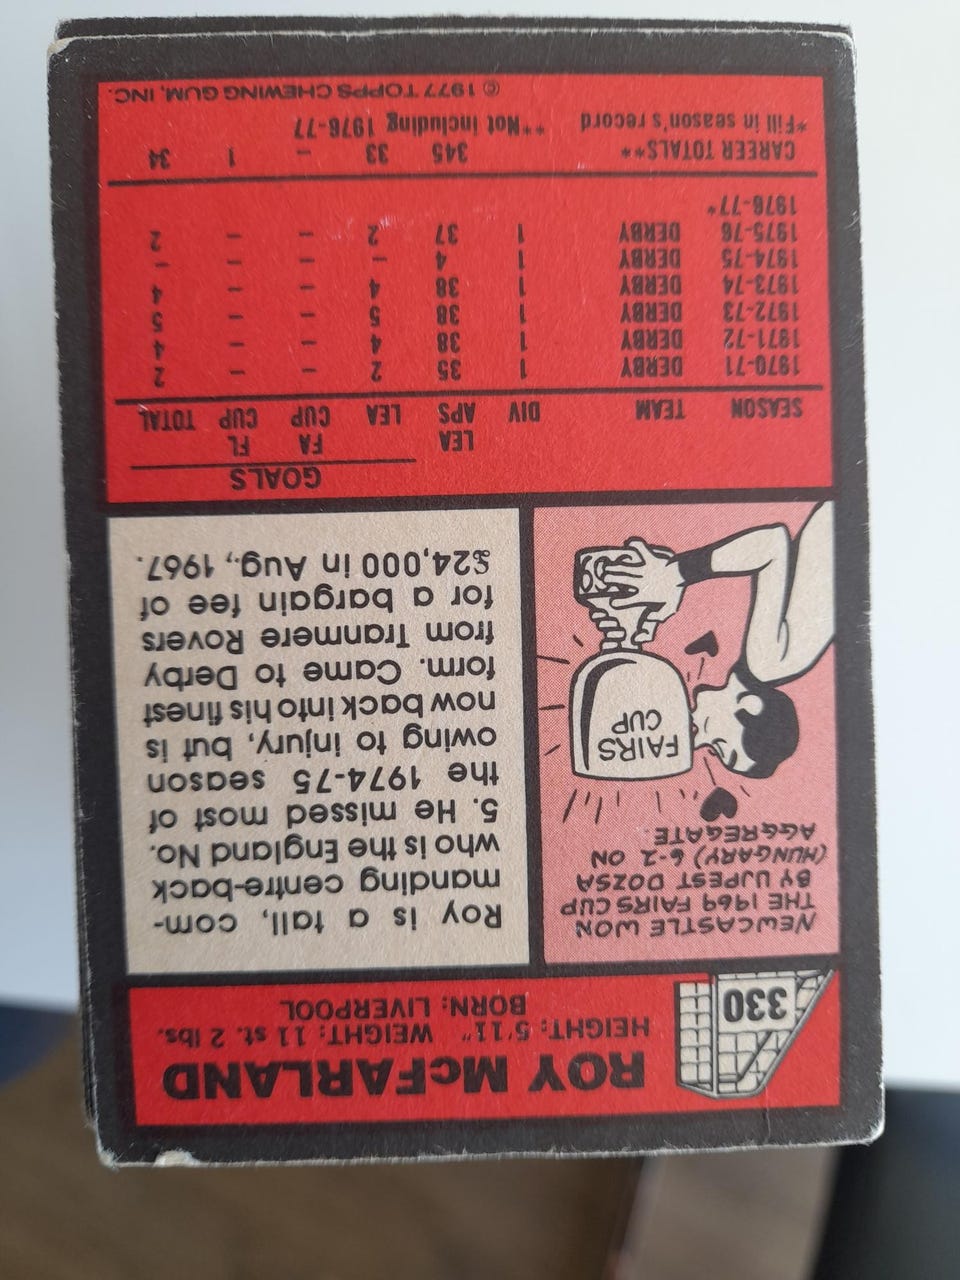 330
ROY McFARLAND
HEIGHT: 5'11" WEIGHT: 11 st. 2 lbs.
BORN: LIVERPOOL
NEWCASTLE WON
THE 1969 FAIRS CUP
BY UJPEST DOZSA
(HUNGARY) 6-2 ON
AGGREGATE.
FAIRS
CUP
Roy is a tall, com-
manding centre-back
who is the England No.
5. He missed most of
the 1974-75 season
owing to injury, but is
now back into his finest
form. Came to Derby
from Tranmere Rovers
for a bargain fee of
£24,000 in Aug., 1967.
GOALS
LEA FA FL
SEASON TEAM DIV APS LEA CUP CUP TOTAL
1970-71 DERBY 1 35 2 – – 2
1971-72 DERBY 1 38 4 – – 4
1972-73 DERBY 1 38 5 – – 5
1973-74 DERBY 1 38 4 – – 4
1974-75 DERBY 1 4 – – – –
1975-76 DERBY 1 37 2 – – 2
1976-77*
CAREER TOTALS** 345 33 – 1 34
*Fill in season's record **Not including 1976-77
© 1977 TOPPS CHEWING GUM, INC.